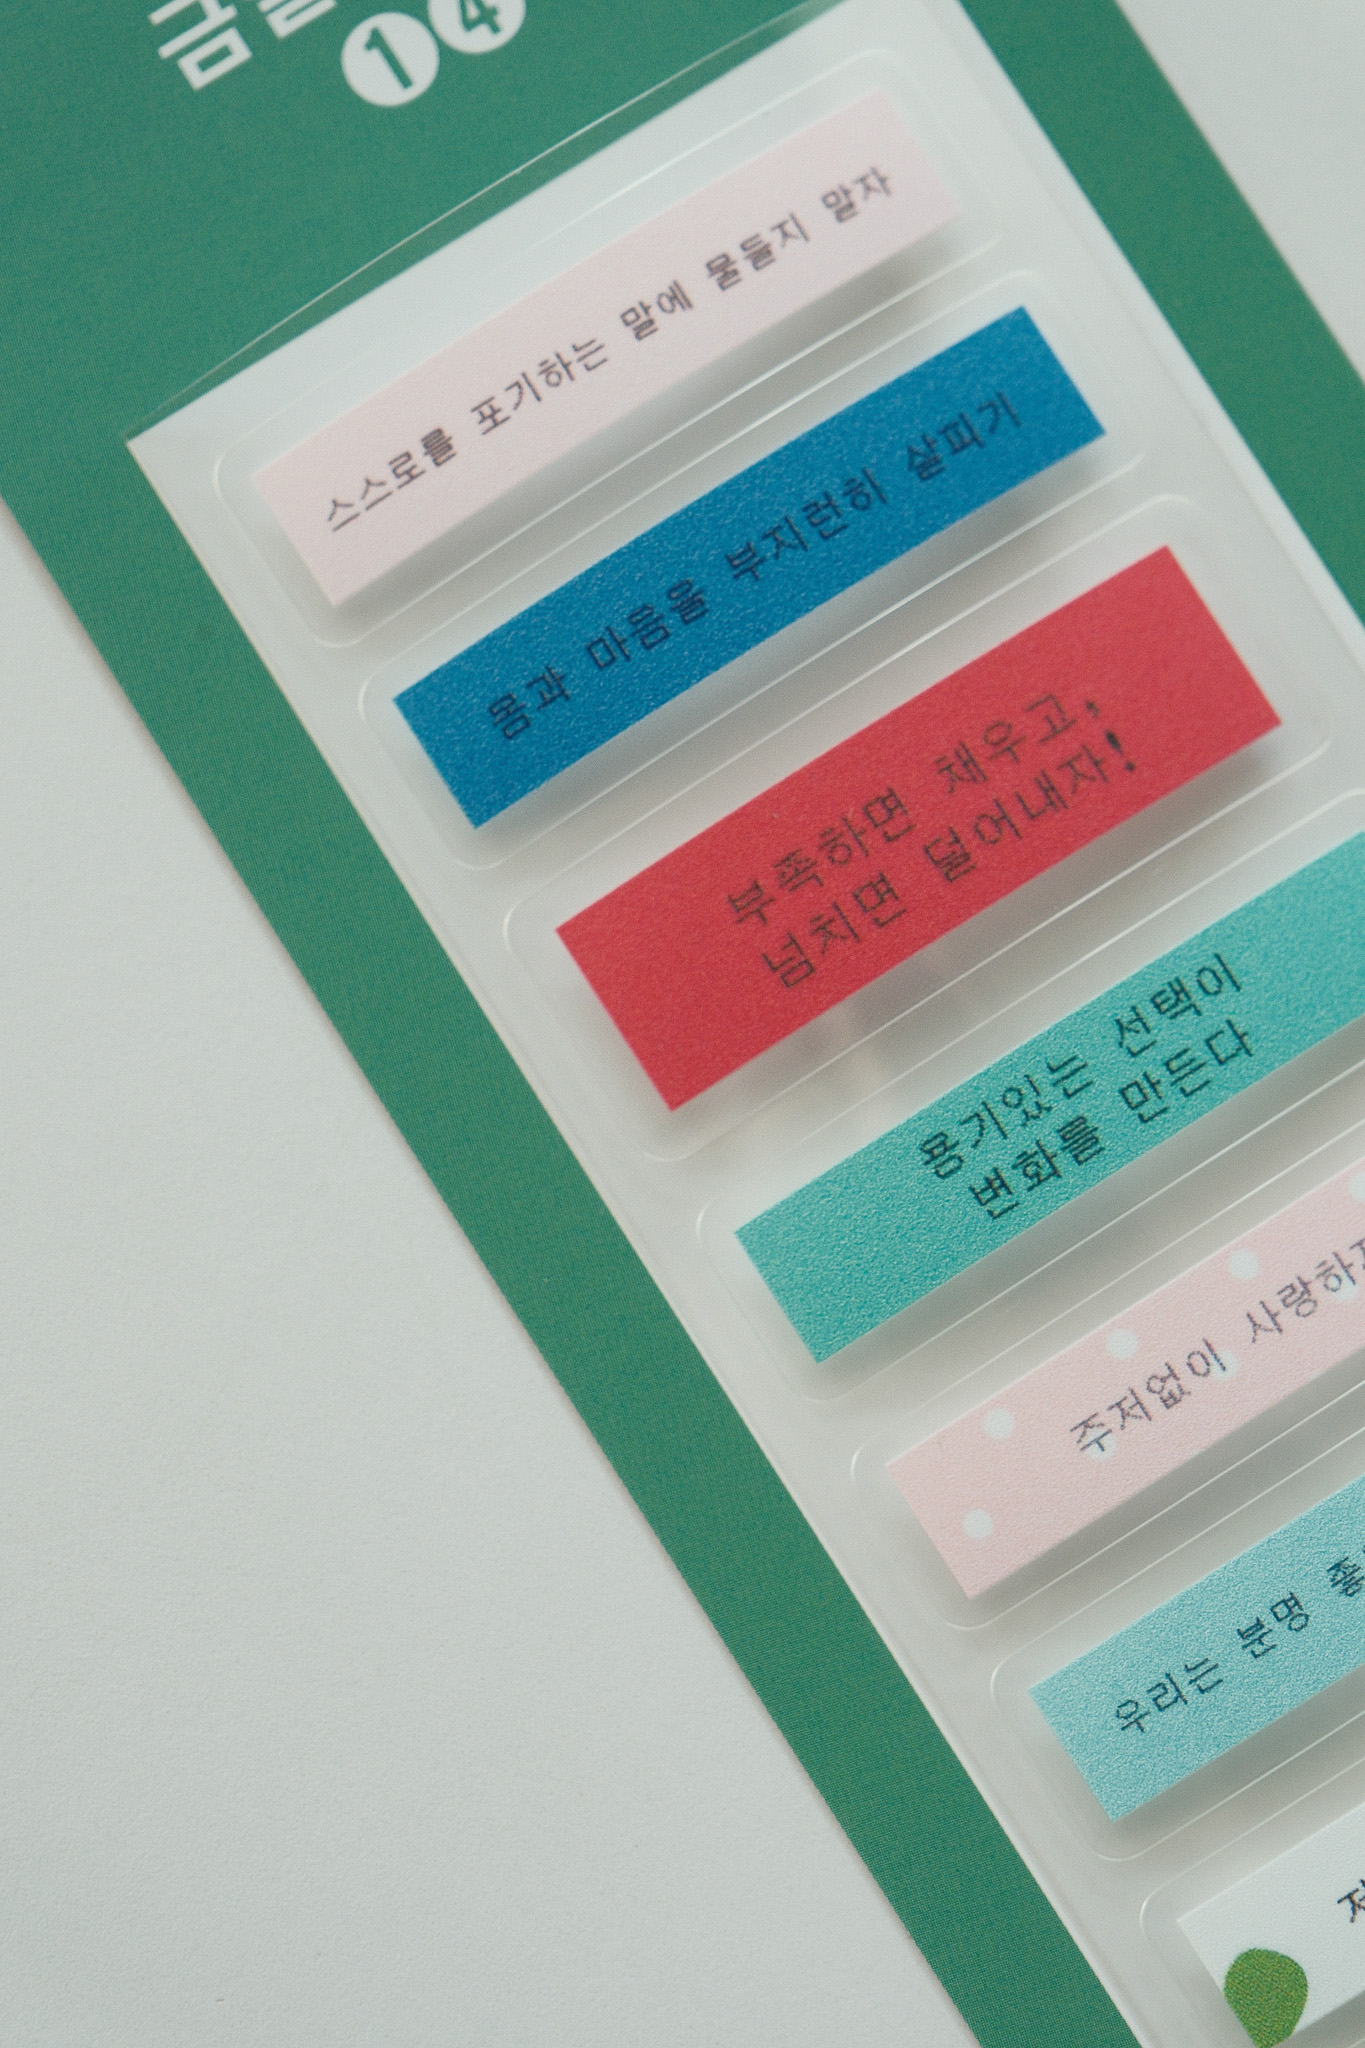 14
스스로를 포기하는 말에 물들지 말자
몸과 마음을 부지런히 살피기
부족하면 채우고,
넘치면 덜어내자!
용기있는 선택이
변화를 만든다
주저없이 사랑하
우리는 분명